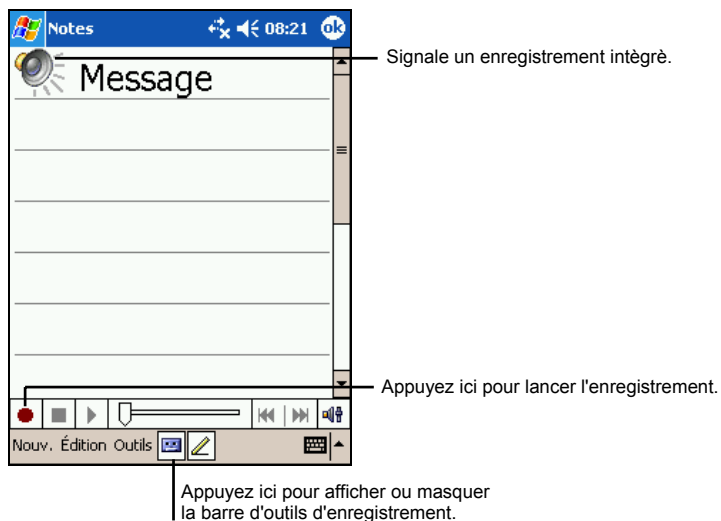 Notes 08:21 ok
Signale un enregistrement intègrè.
Message
Appuyez ici pour lancer l'enregistrement.
Nouv. Édition Outils
Appuyez ici pour afficher ou masquer
la barre d'outils d'enregistrement.